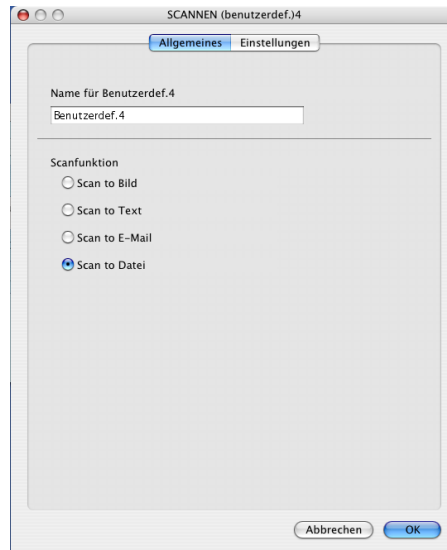 SCANNEN (benutzerdef.)4
Allgemeines Einstellungen
Name für Benutzerdef.4
Benutzerdef.4
Scanfunktion
Scan to Bild
Scan to Text
Scan to E-Mail
Scan to Datei
Abbrechen OK